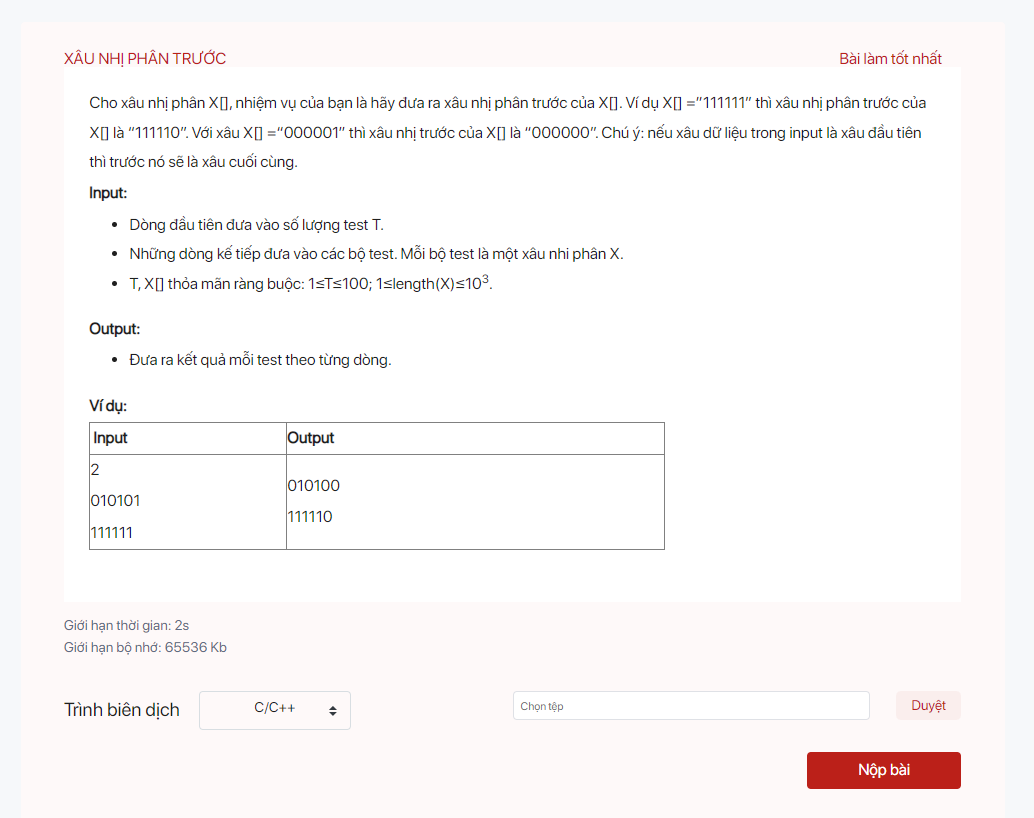 XÂU NHỊ PHÂN TRƯỚC
Bài làm tốt nhất
Cho xâu nhị phân X[], nhiệm vụ của bạn là hãy đưa ra xâu nhị phân trước của X[]. Ví dụ X[] =”111111” thì xâu nhị phân trước của
X[] là “111110”. Với xâu X[] =“000001” thì xâu nhị trước của X[] là “000000”. Chú ý: nếu xâu dữ liệu trong input là xâu đầu tiên
thì trước nó sẽ là xâu cuối cùng.
Input:
• Dòng đầu tiên đưa vào số lượng test T.
• Những dòng kế tiếp đưa vào các bộ test. Mỗi bộ test là một xâu nhi phân X.
• T, X[] thỏa mãn ràng buộc: 1≤T≤100; 1≤length(X)≤10³.
Output:
• Đưa ra kết quả mỗi test theo từng dòng.
Ví dụ:
Input
Output
2
010101
111111
010100
111110
Giới hạn thời gian: 2s
Giới hạn bộ nhớ: 65536 Kb
Trình biên dịch
C/C++
Chọn tệp
Duyệt
Nộp bài